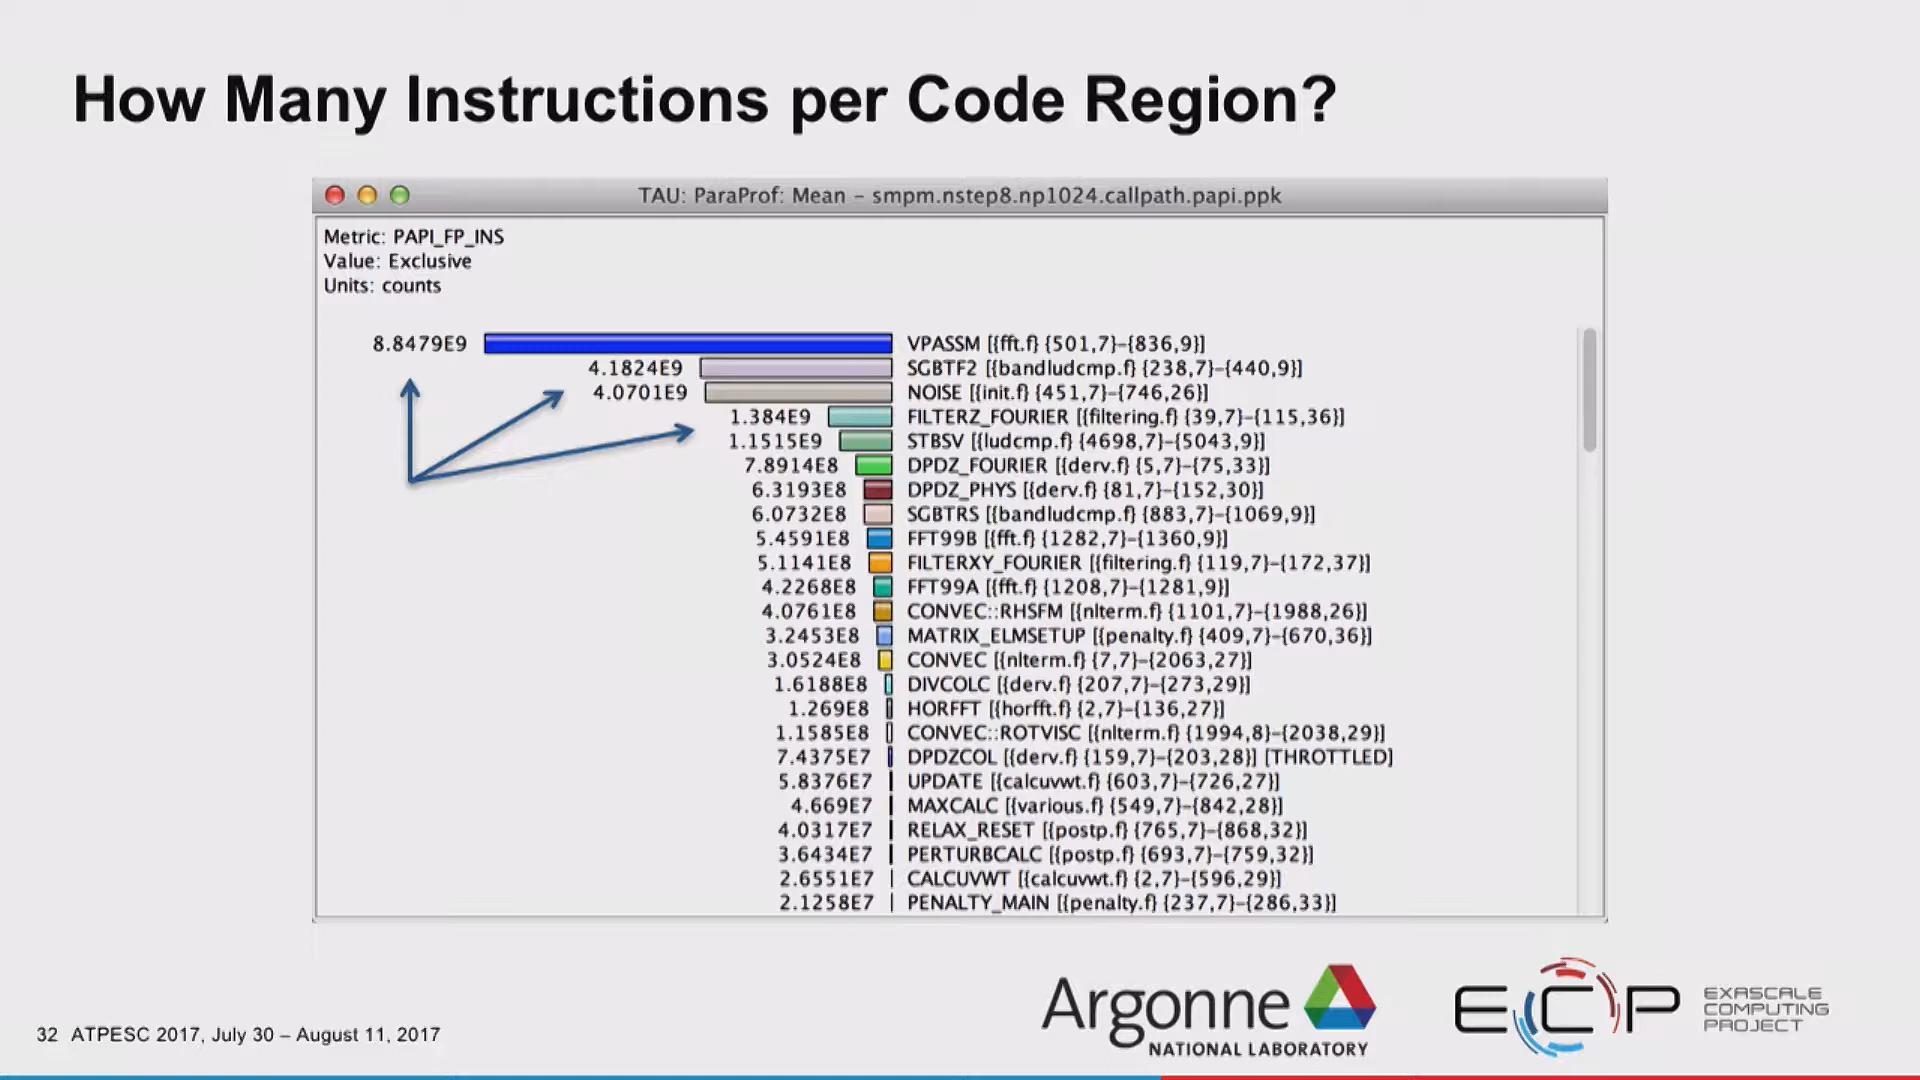 How Many Instructions per Code Region?
TAU: ParaProf: Mean – smpm.nstep8.np1024.callpath.papi.ppk
Metric: PAPI_FP_INS
Value: Exclusive
Units: counts
8.8479E9 VPASSM [{fft.f} {501,7}–{836,9}]
4.1824E9 SGBTF2 [{bandludcmp.f} {238,7}–{440,9}]
4.0701E9 NOISE [{init.f} {451,7}–{746,26}]
1.384E9 FILTERZ_FOURIER [{filtering.f} {39,7}–{115,36}]
1.1515E9 STBSV [{ludcmp.f} {4698,7}–{5043,9}]
7.8914E8 DPDZ_FOURIER [{derv.f} {5,7}–{75,33}]
6.3193E8 DPDZ_PHYS [{derv.f} {81,7}–{152,30}]
6.0732E8 SGBTRS [{bandludcmp.f} {883,7}–{1069,9}]
5.4591E8 FFT99B [{fft.f} {1282,7}–{1360,9}]
5.1141E8 FILTERXY_FOURIER [{filtering.f} {119,7}–{172,37}]
4.2268E8 FFT99A [{fft.f} {1208,7}–{1281,9}]
4.0761E8 CONVEC::RHSFM [{nlterm.f} {1101,7}–{1988,26}]
3.2453E8 MATRIX_ELMSETUP [{penalty.f} {409,7}–{670,36}]
3.0524E8 CONVEC [{nlterm.f} {7,7}–{2063,27}]
1.6188E8 DIVCOLC [{derv.f} {207,7}–{273,29}]
1.269E8 HORFFT [{horfft.f} {2,7}–{136,27}]
1.1585E8 CONVEC::ROTVISC [{nlterm.f} {1994,8}–{2038,29}]
7.4375E7 DPDZCOL [{derv.f} {159,7}–{203,28}] [THROTTLED]
5.8376E7 UPDATE [{calcuvwt.f} {603,7}–{726,27}]
4.669E7 MAXCALC [{various.f} {549,7}–{842,28}]
4.0317E7 RELAX_RESET [{postp.f} {765,7}–{868,32}]
3.6434E7 PERTURBCALC [{postp.f} {693,7}–{759,32}]
2.6551E7 CALCUVWT [{calcuvwt.f} {2,7}–{596,29}]
2.1258E7 PENALTY_MAIN [{penalty.f} {237,7}–{286,33}]
32 ATPESC 2017, July 30 – August 11, 2017
Argonne
NATIONAL LABORATORY
ECP
EXASCALE
COMPUTING
PROJECT